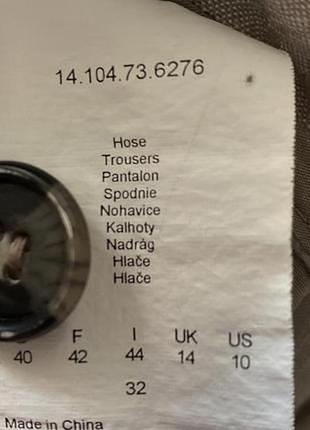 14.104.73.6276
Hose
Trousers
Pantalon
Spodnie
Nohavice
Kalhoty
Nadrág
Hlače
Hlače
F I UK US
40 42 44 14 10
32
Made in China